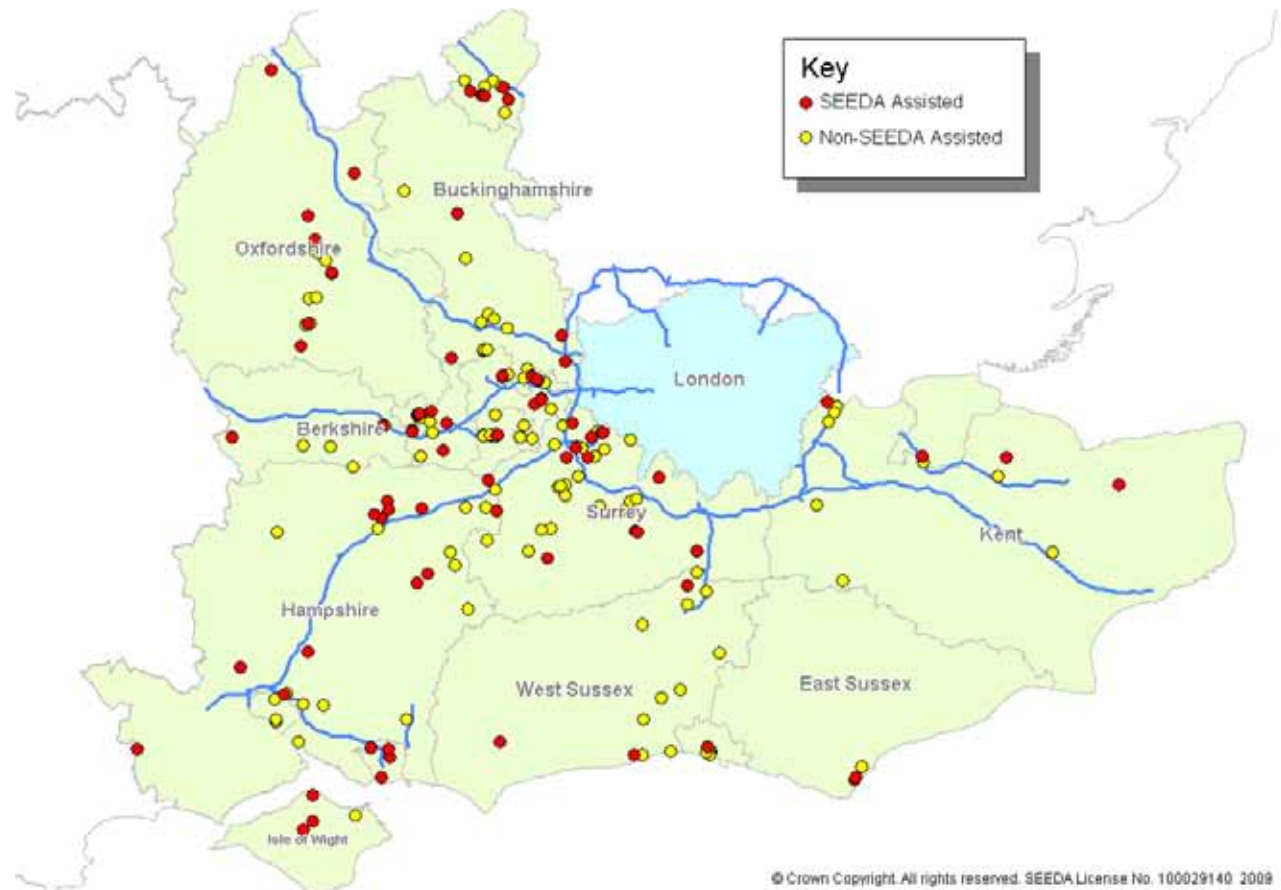 Key
SEEDA Assisted
Non-SEEDA Assisted
Buckinghamshire
Oxfordshire
London
Berkshire
Surrey
Kent
Hampshire
West Sussex
East Sussex
Isle of Wight
© Crown Copyright. All rights reserved. SEEDA License No. 100029140 2009